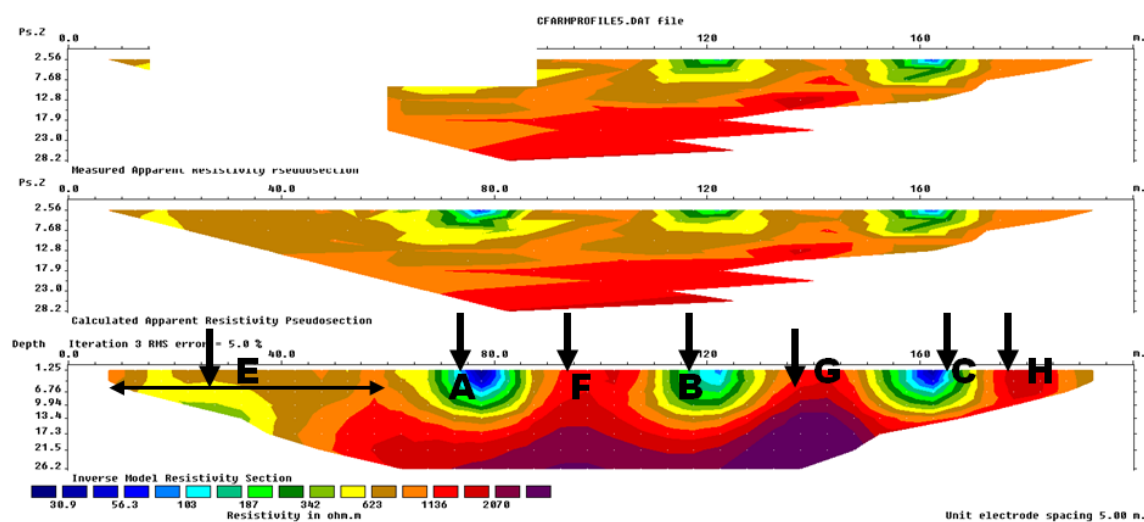 CFARMPROFILE5.DAT file
Ps.Z 0.0 120 160 m.
2.56
7.68
12.8
17.9
23.0
28.2
Measured Apparent Resistivity Pseudosection
Ps.Z 0.0 40.0 80.0 120 160 m.
2.56
7.68
12.8
17.9
23.0
28.2
Calculated Apparent Resistivity Pseudosection
Depth Iteration 3 RMS error = 5.0 %
0.0 80.0 120 160 m.
1.25
6.76
9.94
13.4
17.3
21.5
26.2
E A F B G C H
Inverse Model Resistivity Section
30.9 56.3 103 187 342 623 1136 2070
Resistivity in ohm.m
Unit electrode spacing 5.00 m.